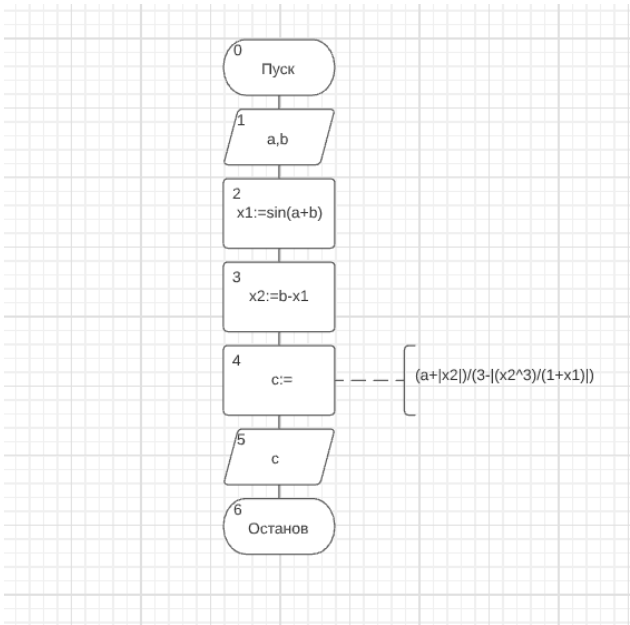 0
Пуск
1
a,b
2
x1:=sin(a+b)
3
x2:=b-x1
4
c:=
(a+|x2|)/(3-|(x2^3)/(1+x1)|)
5
c
6
Останов